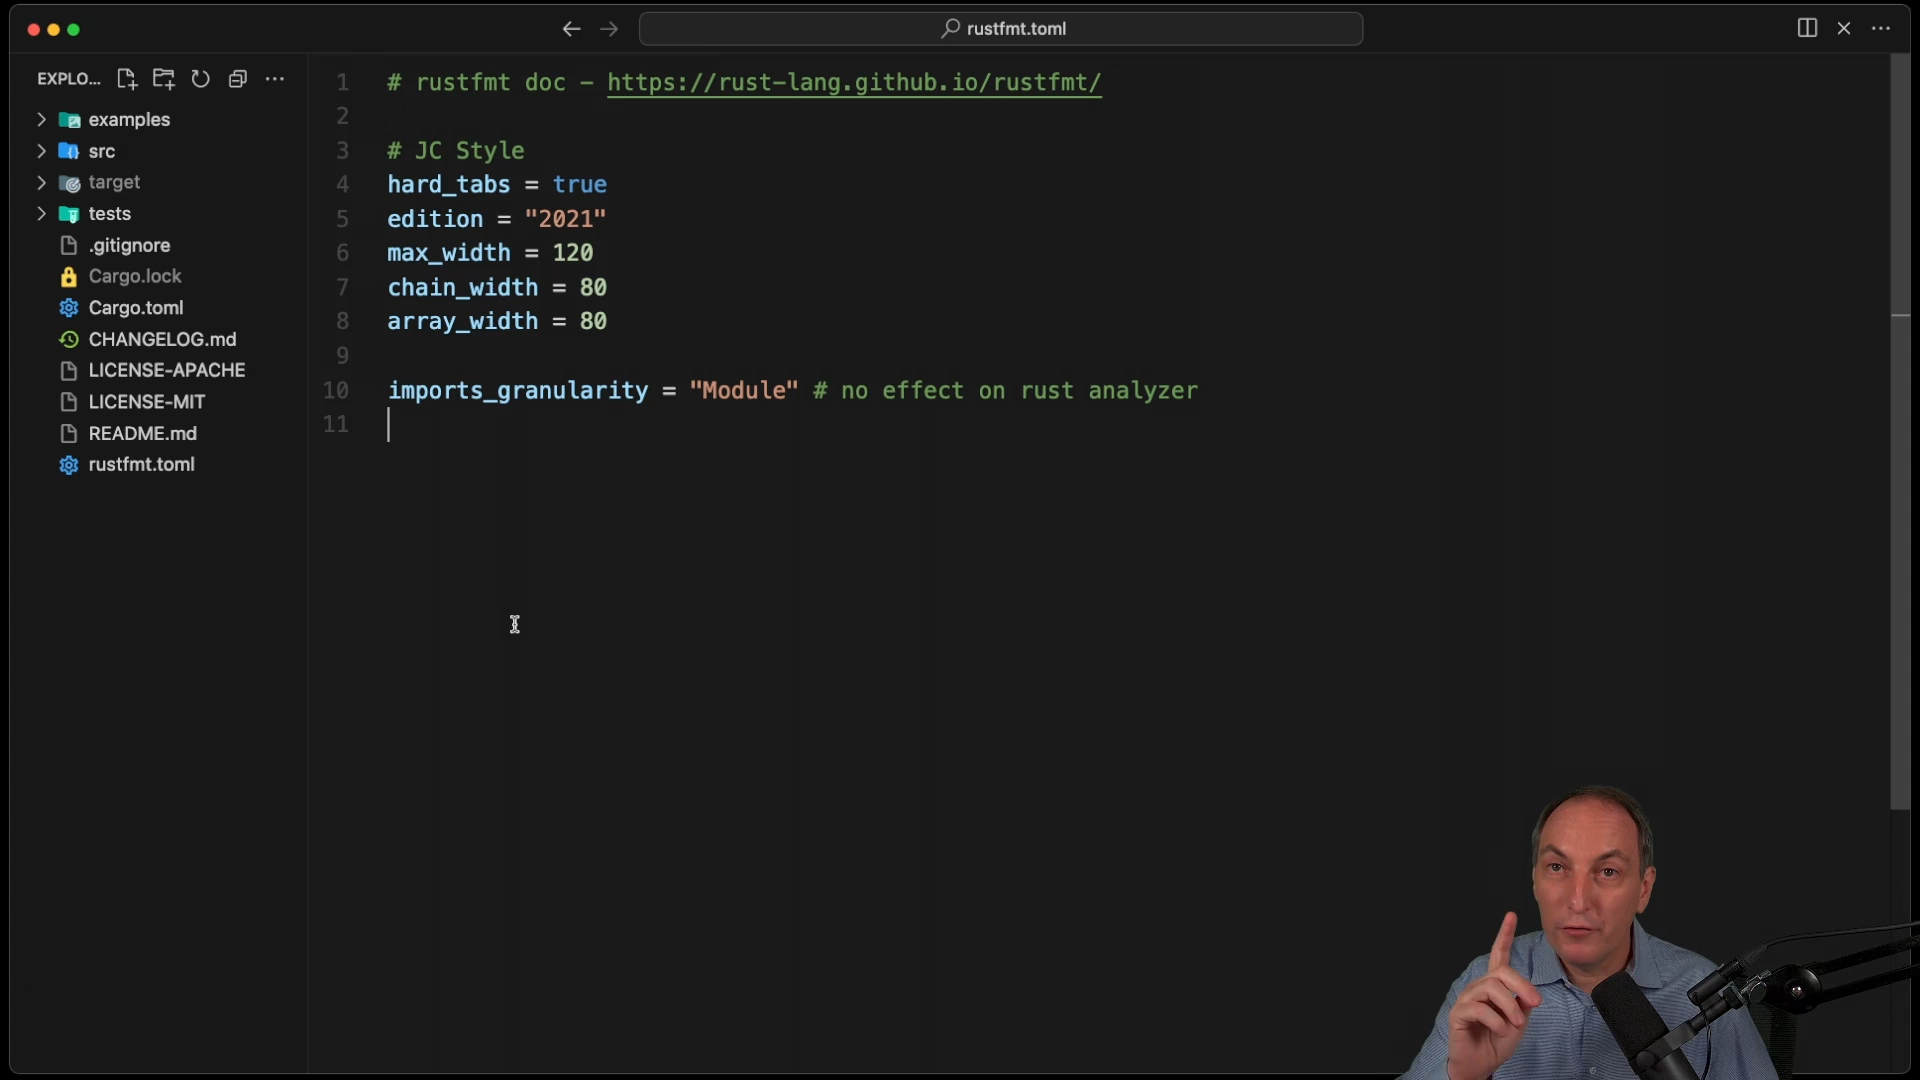 rustfmt.toml
EXPLO...
examples
src
target
tests
.gitignore
Cargo.lock
Cargo.toml
CHANGELOG.md
LICENSE-APACHE
LICENSE-MIT
README.md
rustfmt.toml
1 # rustfmt doc – https://rust-lang.github.io/rustfmt/
2
3 # JC Style
4 hard_tabs = true
5 edition = "2021"
6 max_width = 120
7 chain_width = 80
8 array_width = 80
9
10 imports_granularity = "Module" # no effect on rust analyzer
11